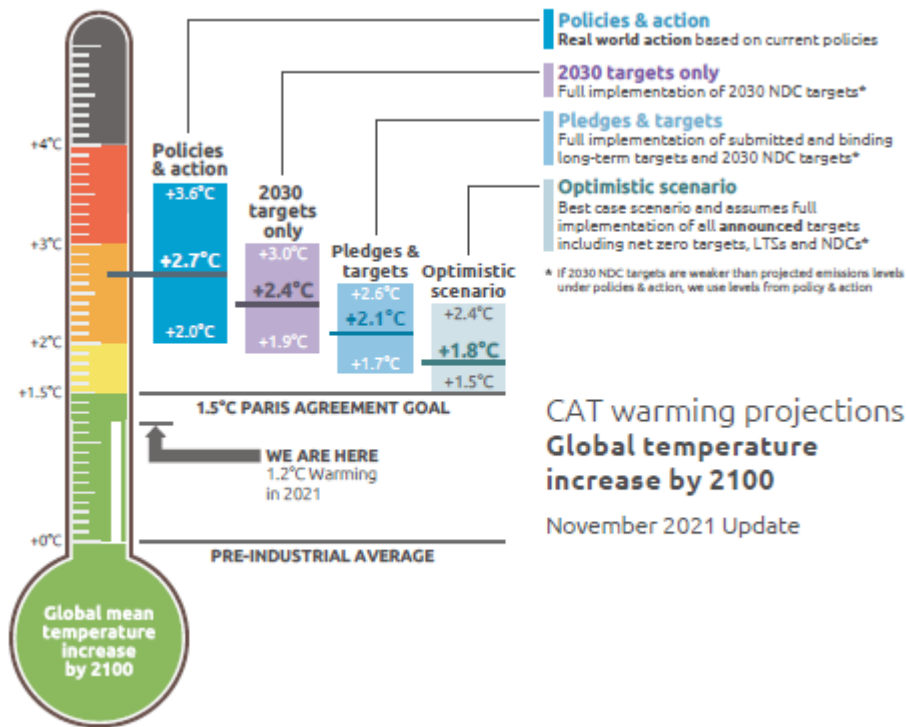 Policies & action
Real world action based on current policies
2030 targets only
Full implementation of 2030 NDC targets*
Pledges & targets
Full implementation of submitted and binding
long-term targets and 2030 NDC targets*
Optimistic scenario
Best case scenario and assumes full
implementation of all announced targets
including net zero targets, LTSs and NDCs*
* If 2030 NDC targets are weaker than projected emissions levels
under policies & action, we use levels from policy & action
+4°C
+3°C
+2°C
+1.5°C
+0°C
Policies
& action
+3.6°C
+2.7°C
+2.0°C
2030
targets
only
+3.0°C
+2.4°C
+1.9°C
Pledges &
targets
+2.6°C
+2.1°C
+1.7°C
Optimistic
scenario
+2.4°C
+1.8°C
+1.5°C
1.5°C PARIS AGREEMENT GOAL
WE ARE HERE
1.2°C Warming
in 2021
PRE-INDUSTRIAL AVERAGE
CAT warming projections
Global temperature
increase by 2100
November 2021 Update
Global mean
temperature
increase
by 2100